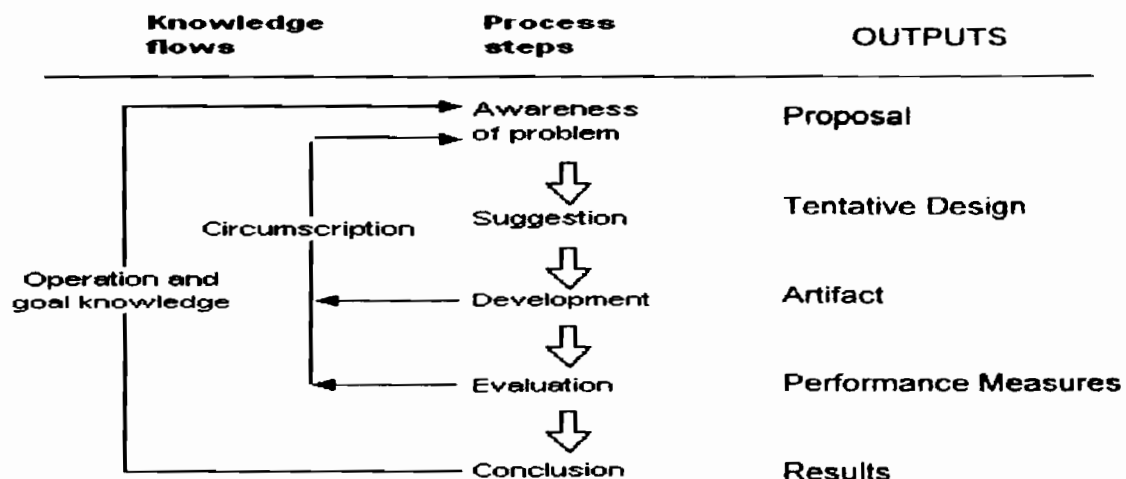 Knowledge
flows
Process
steps
OUTPUTS
Awareness
of problem
Proposal
Suggestion
Tentative Design
Circumscription
Operation and
goal knowledge
Development
Artifact
Evaluation
Performance Measures
Conclusion
Results